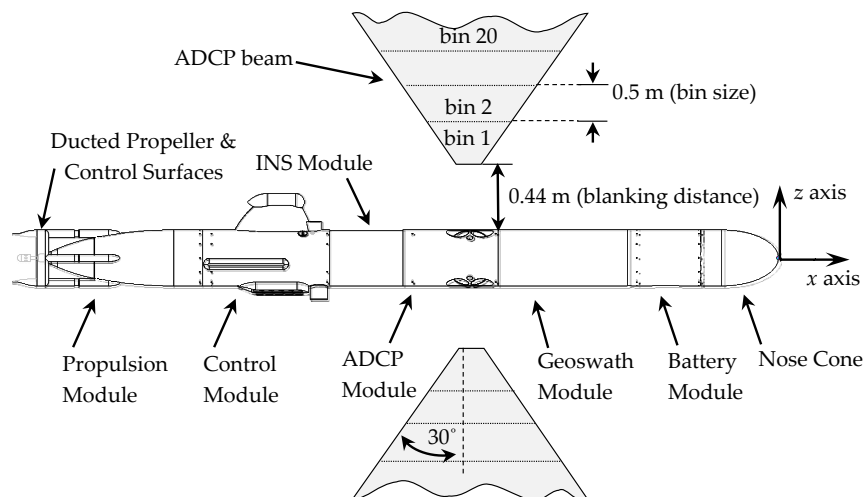 bin 20
ADCP beam
0.5 m (bin size)
bin 2
bin 1
Ducted Propeller &
Control Surfaces
INS Module
0.44 m (blanking distance)
z axis
x axis
Propulsion
Module
Control
Module
ADCP
Module
Geoswath
Module
Battery
Module
Nose Cone
30°